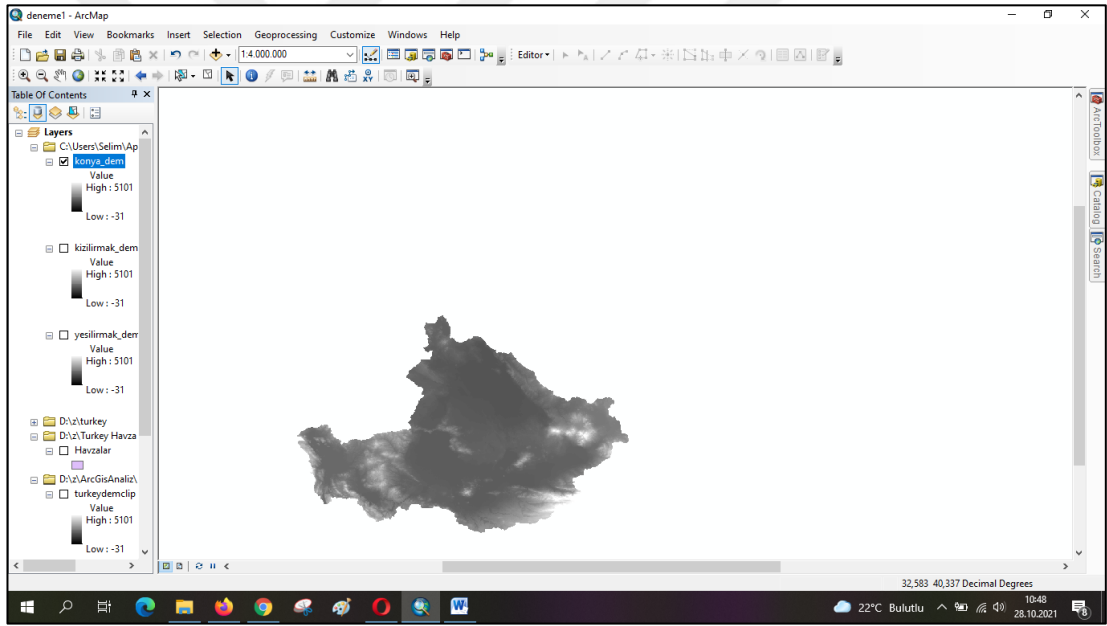 deneme1 - ArcMap
File Edit View Bookmarks Insert Selection Geoprocessing Customize Windows Help
1:4.000.000
Editor
Table Of Contents
Layers
C:\Users\Selim\Ap
konya_dem
Value
High : 5101
Low : -31
kizilirmak_dem
Value
High : 5101
Low : -31
yesilirmak_dem
Value
High : 5101
Low : -31
D:\z\turkey
D:\z\Turkey Havza
Havzalar
D:\z\ArcGisAnaliz\
turkeydemclip
Value
High : 5101
Low : -31
ArcToolbox
Catalog
Search
32,583 40,337 Decimal Degrees
22°C Bulutlu
10:48
28.10.2021
8